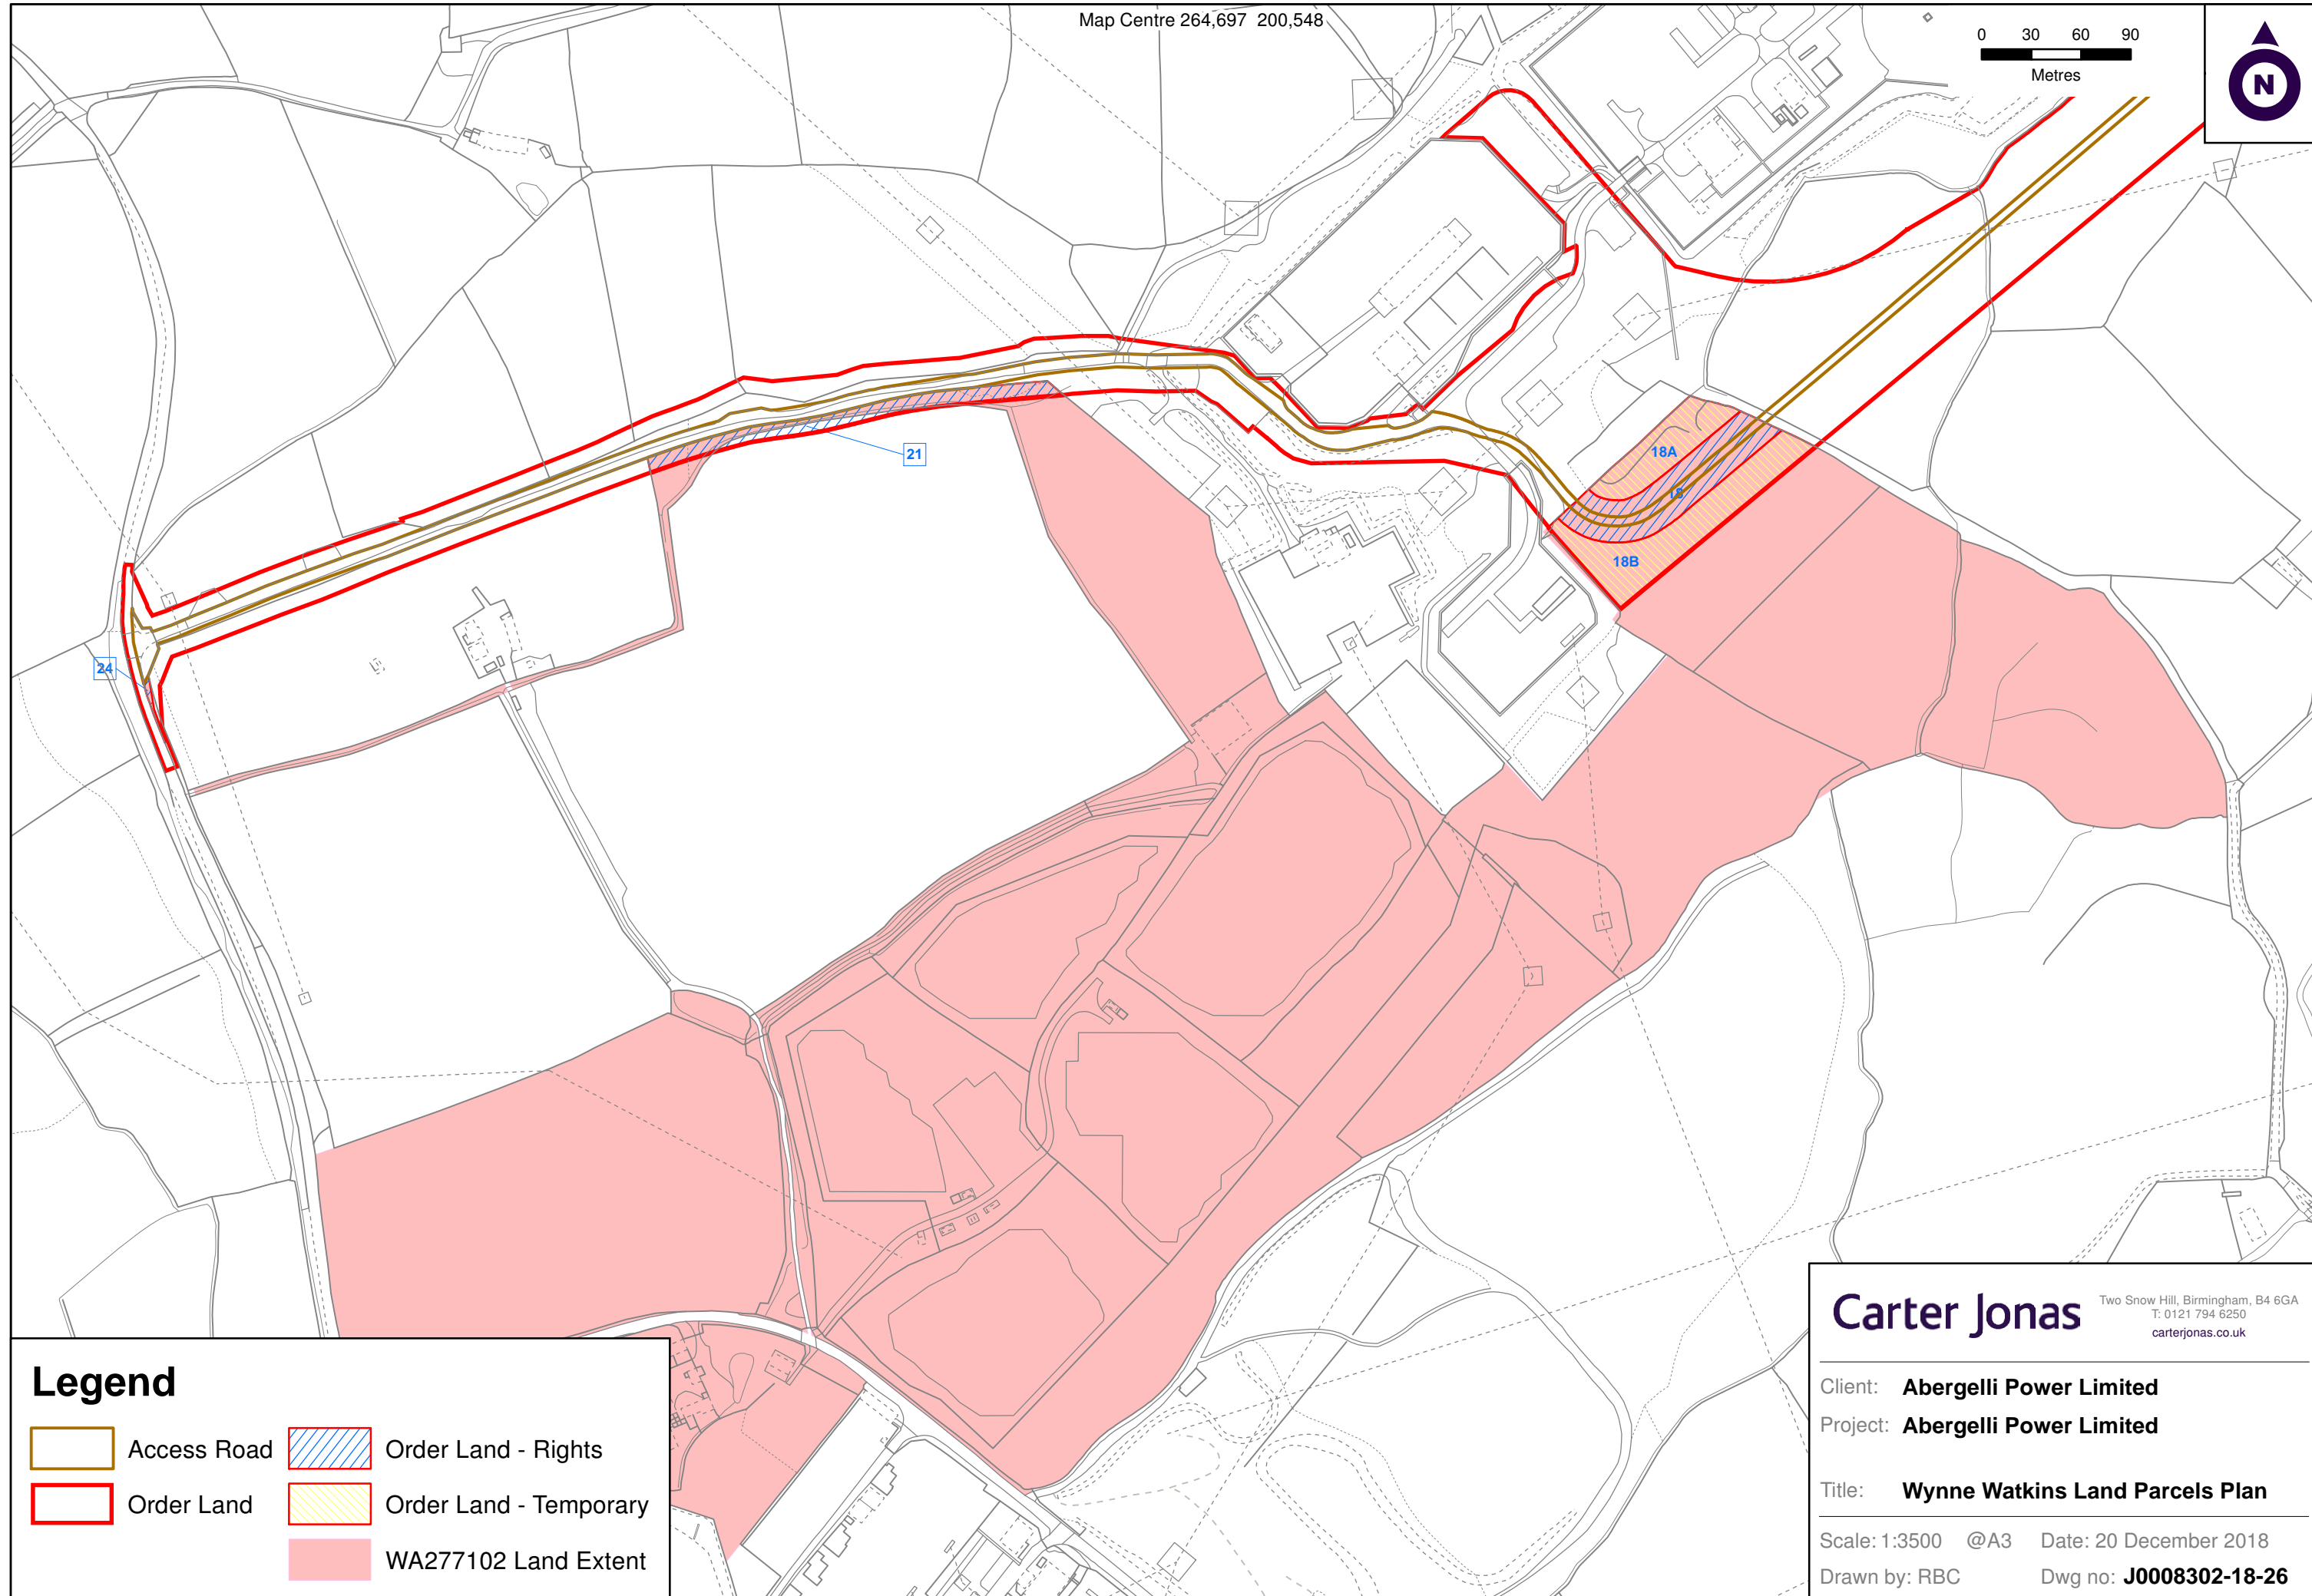 Map Centre 264,697 200,548
0 30 60 90
Metres
N
21
18A
18
18B
24
Legend
Access Road
Order Land - Rights
Order Land
Order Land - Temporary
WA277102 Land Extent
Carter Jonas
Two Snow Hill, Birmingham, B4 6GA
T: 0121 794 6250
carterjonas.co.uk
Client: Abergelli Power Limited
Project: Abergelli Power Limited
Title: Wynne Watkins Land Parcels Plan
Scale: 1:3500 @A3 Date: 20 December 2018
Drawn by: RBC Dwg no: J0008302-18-26